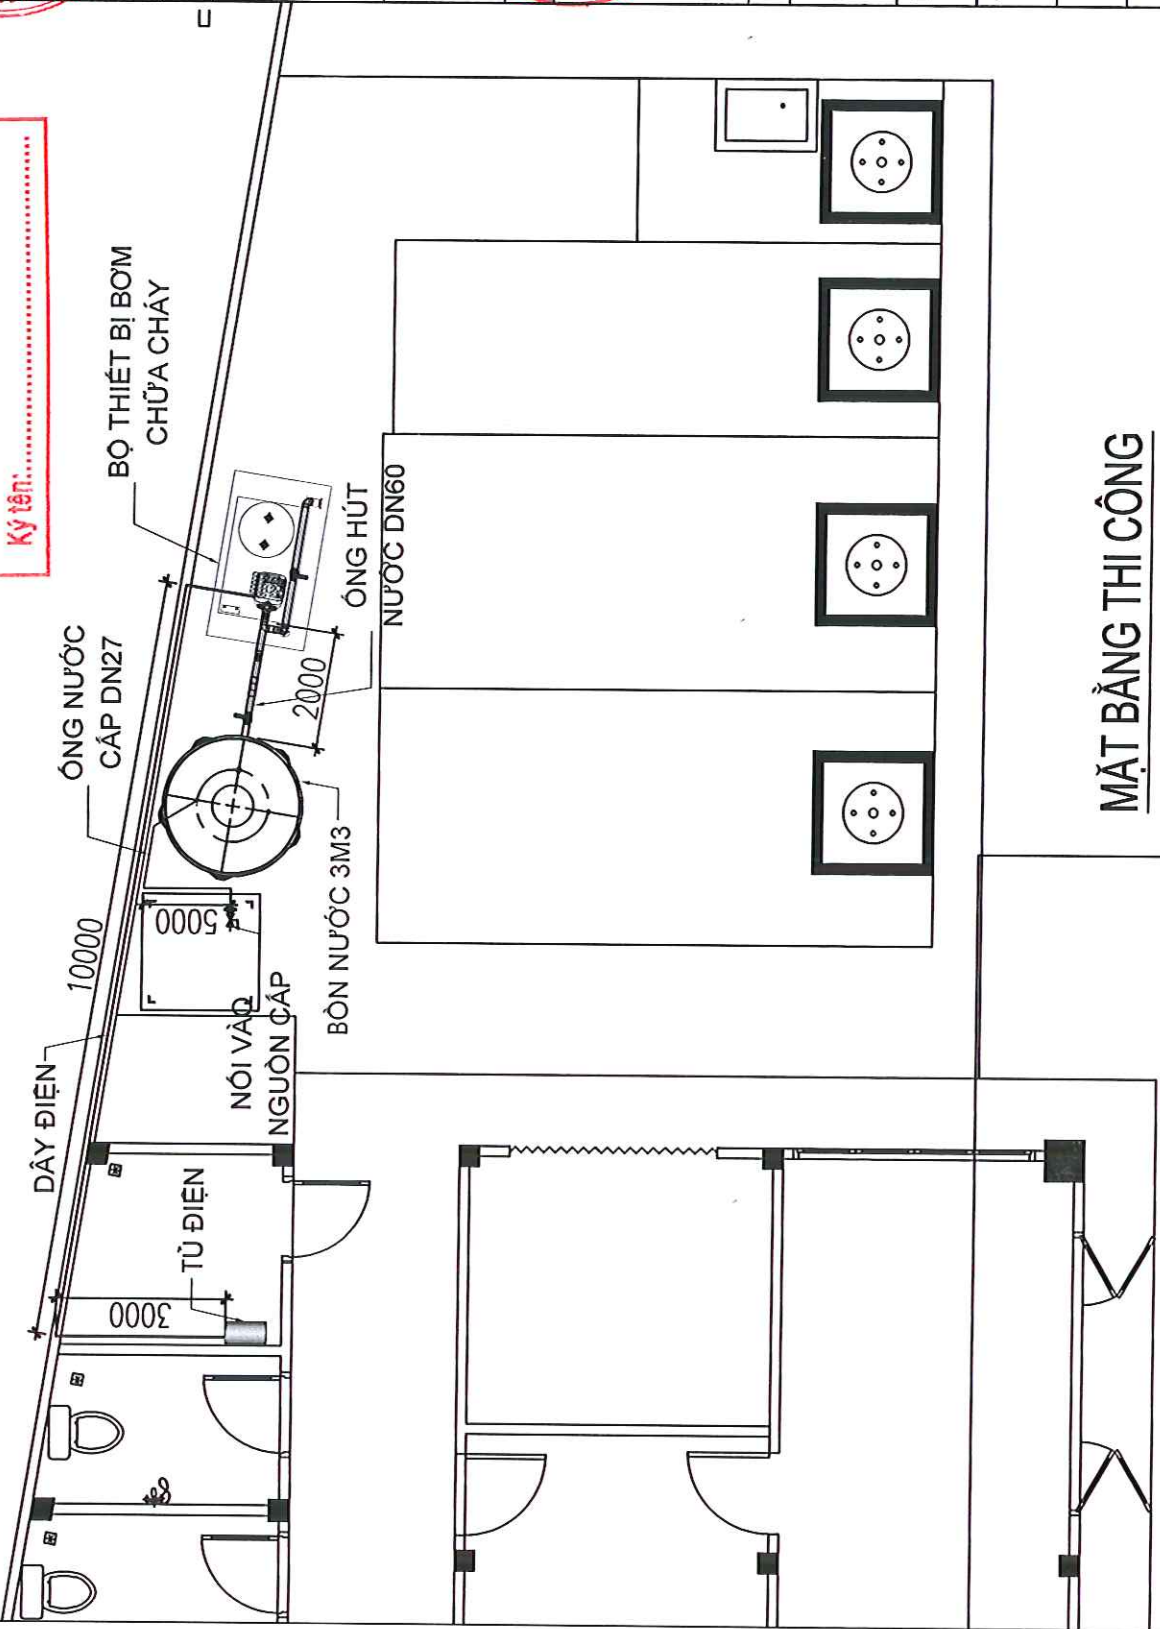 Ký tên:
BỘ THIẾT BỊ BƠM
CHỮA CHÁY
ỐNG NƯỚC
CẤP DN27
ỐNG HÚT
NƯỚC DN60
2000
10000
5000
BỒN NƯỚC 3M3
DÂY ĐIỆN
NỐI VÀO
NGUỒN CẤP
TỦ ĐIỆN
3000
MẶT BẰNG THI CÔNG